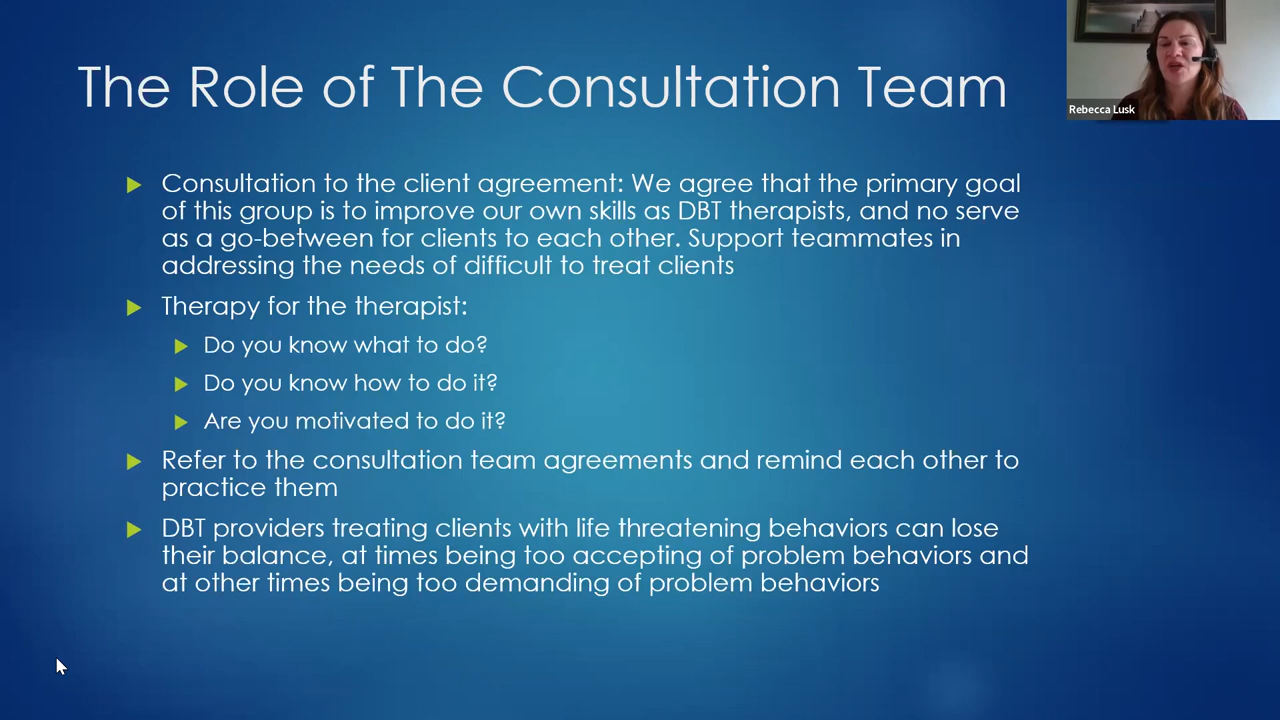 The Role of The Consultation Team
Rebecca Lusk
Consultation to the client agreement: We agree that the primary goal
of this group is to improve our own skills as DBT therapists, and no serve
as a go-between for clients to each other. Support teammates in
addressing the needs of difficult to treat clients
Therapy for the therapist:
Do you know what to do?
Do you know how to do it?
Are you motivated to do it?
Refer to the consultation team agreements and remind each other to
practice them
DBT providers treating clients with life threatening behaviors can lose
their balance, at times being too accepting of problem behaviors and
at other times being too demanding of problem behaviors